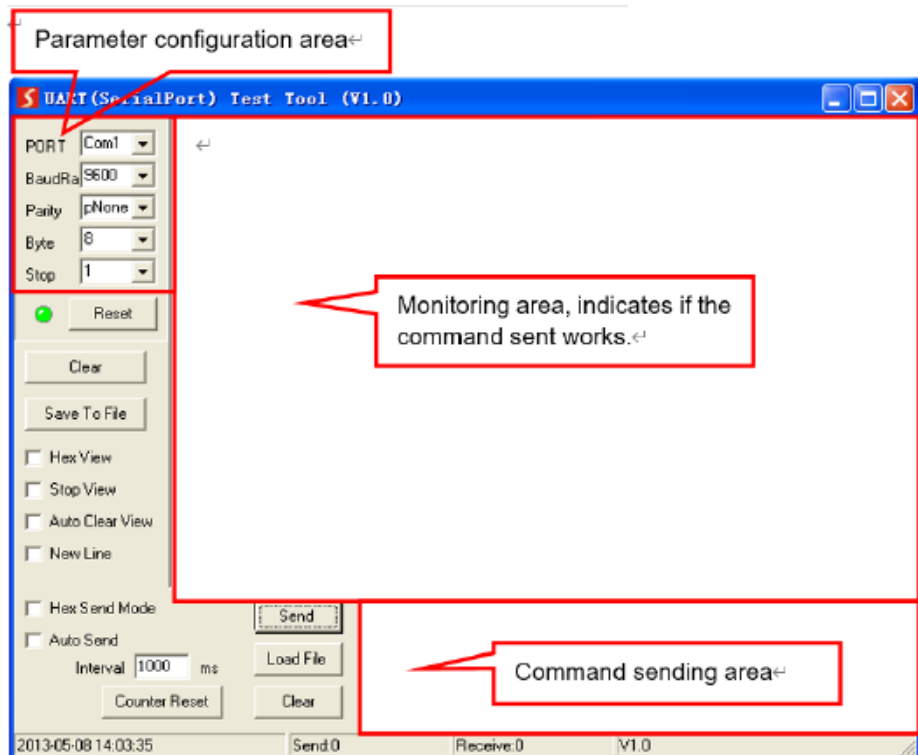 Parameter configuration area
UART(SerialPort) Test Tool (V1.0)
PORT Com1
BaudRa 9600
Parity pNone
Byte 8
Stop 1
Reset
Monitoring area, indicates if the
command sent works.
Clear
Save To File
Hex View
Stop View
Auto Clear View
New Line
Hex Send Mode
Send
Auto Send
Interval 1000 ms
Load File
Command sending area
Counter Reset
Clear
2013-05-08 14:03:35 Send:0 Receive:0 V1.0